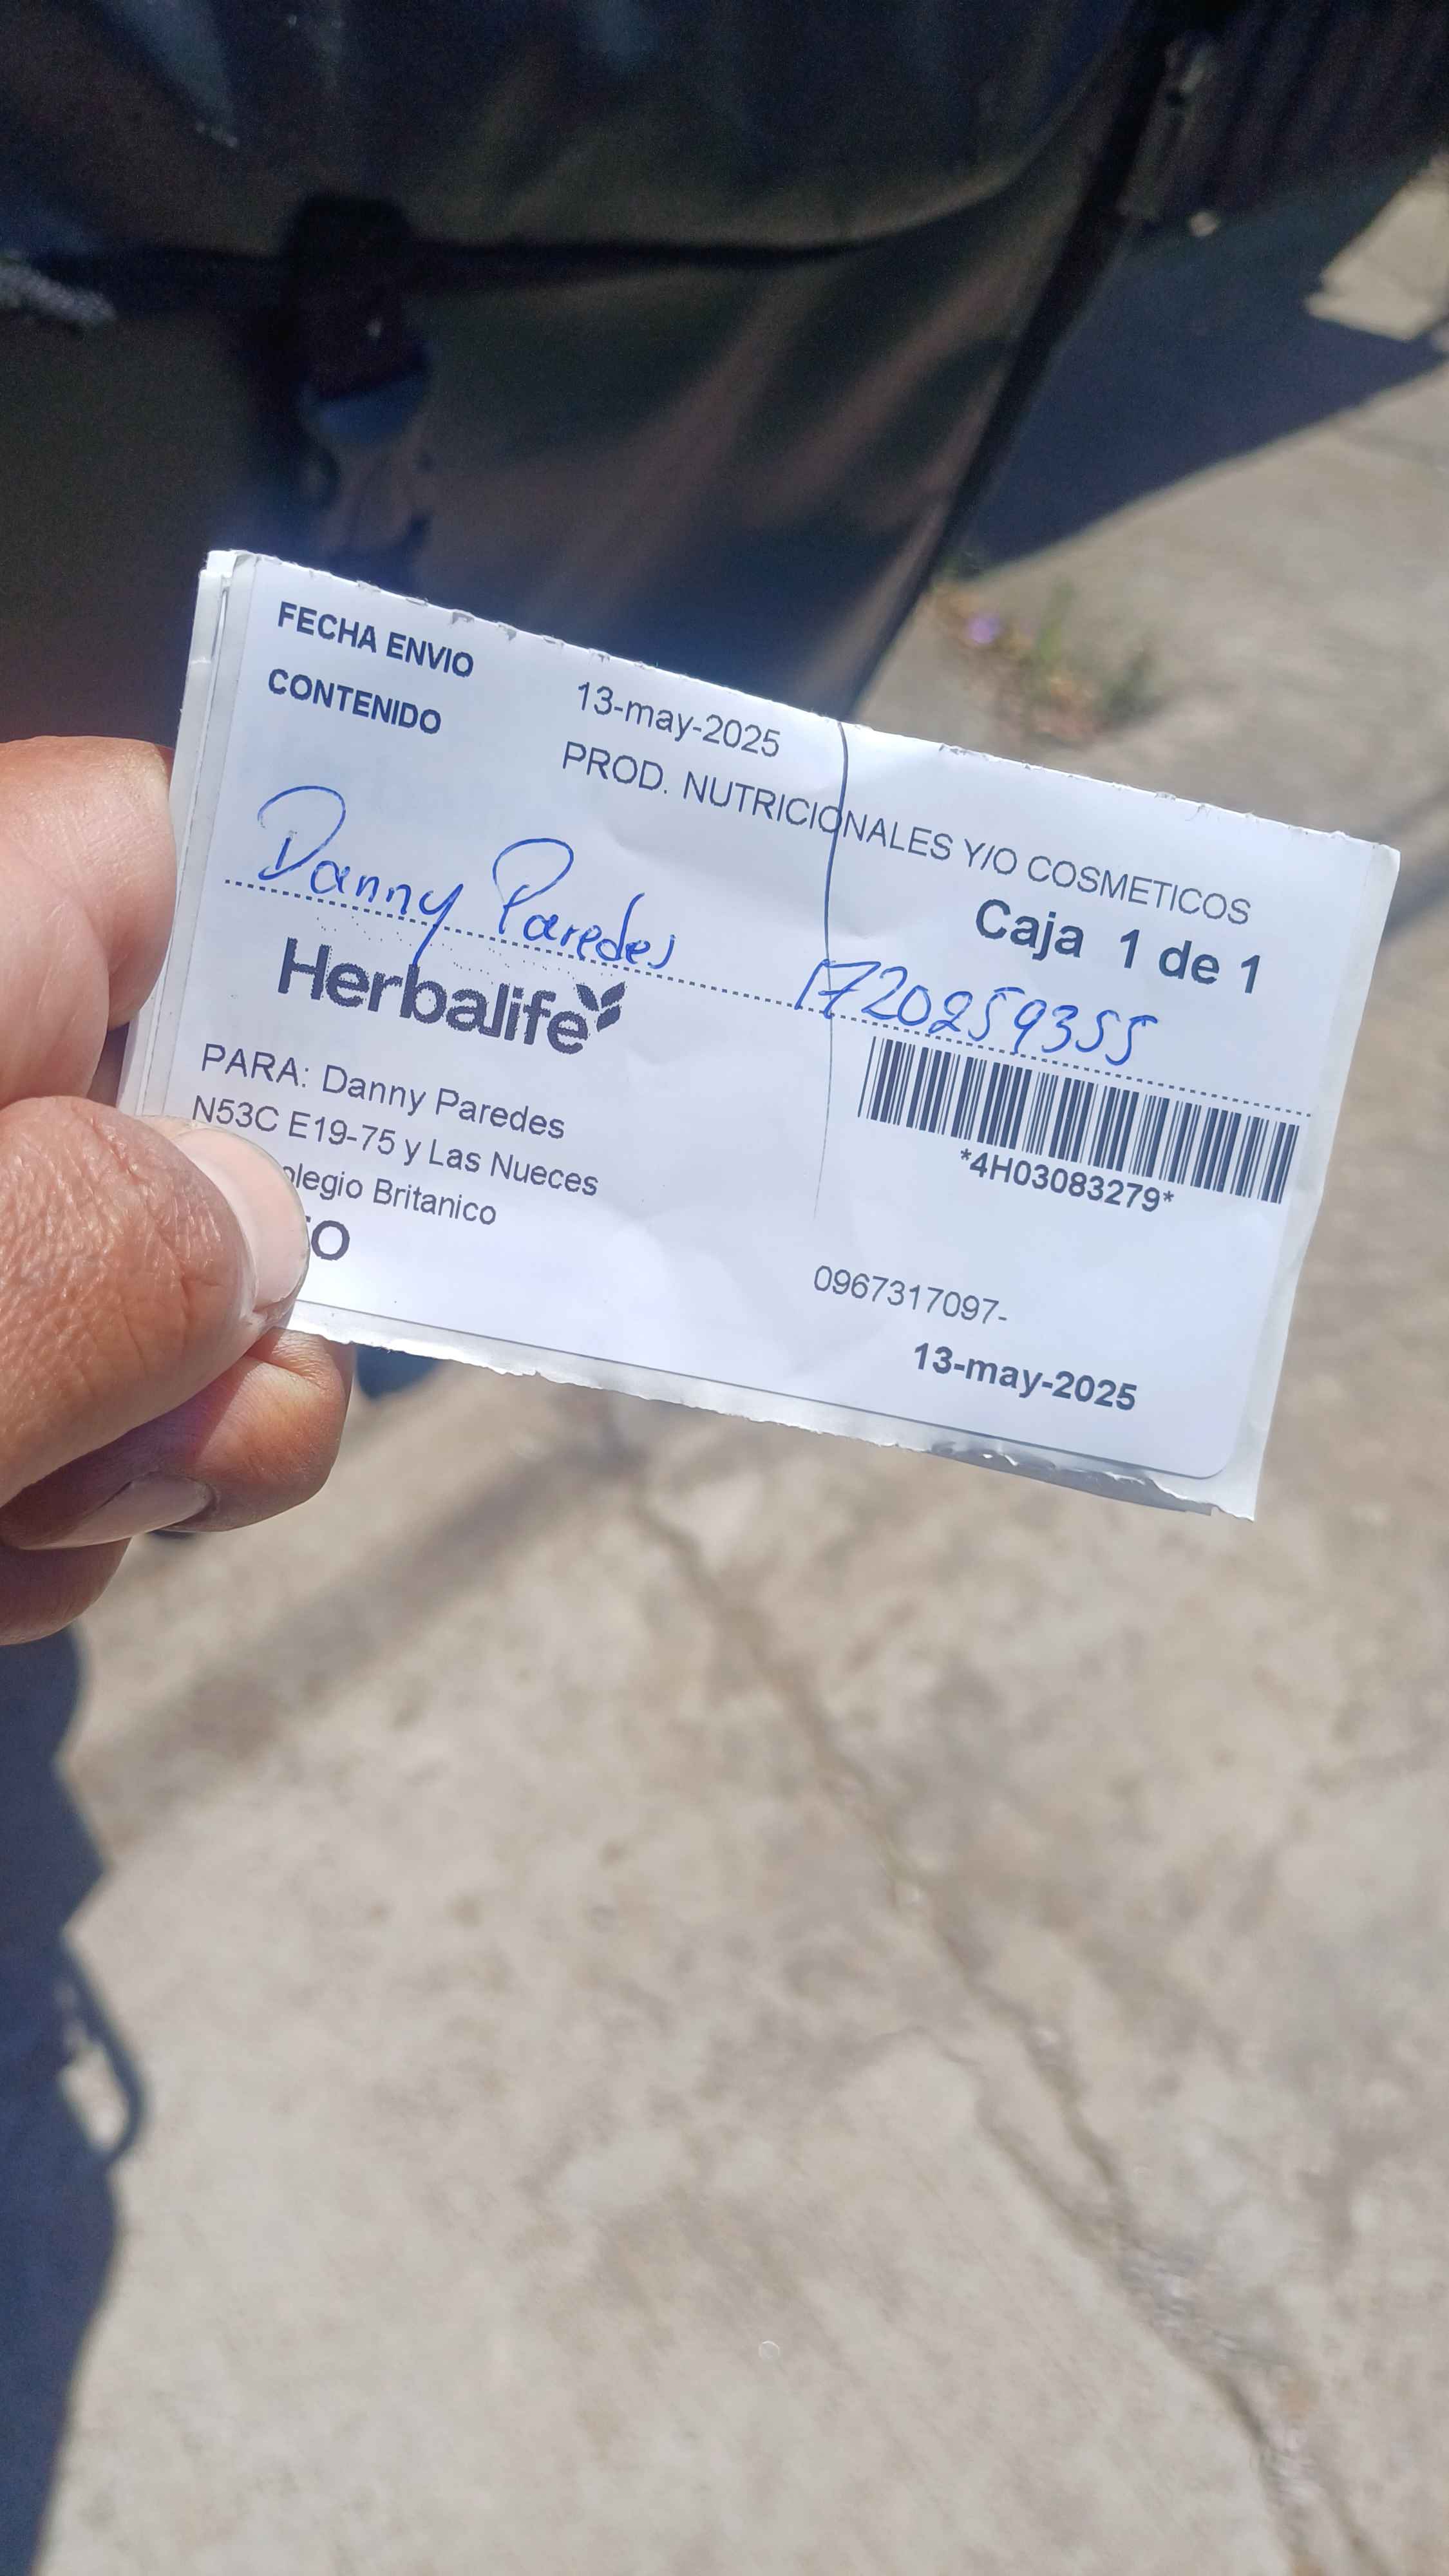 FECHA ENVIO 13-may-2025
CONTENIDO PROD. NUTRICIONALES Y/O COSMETICOS
Caja 1 de 1
Danny Paredes 1720259355
Herbalife
*4H03083279*
PARA: Danny Paredes
N53C E19-75 y Las Nueces
Britanico
0967317097-
13-may-2025